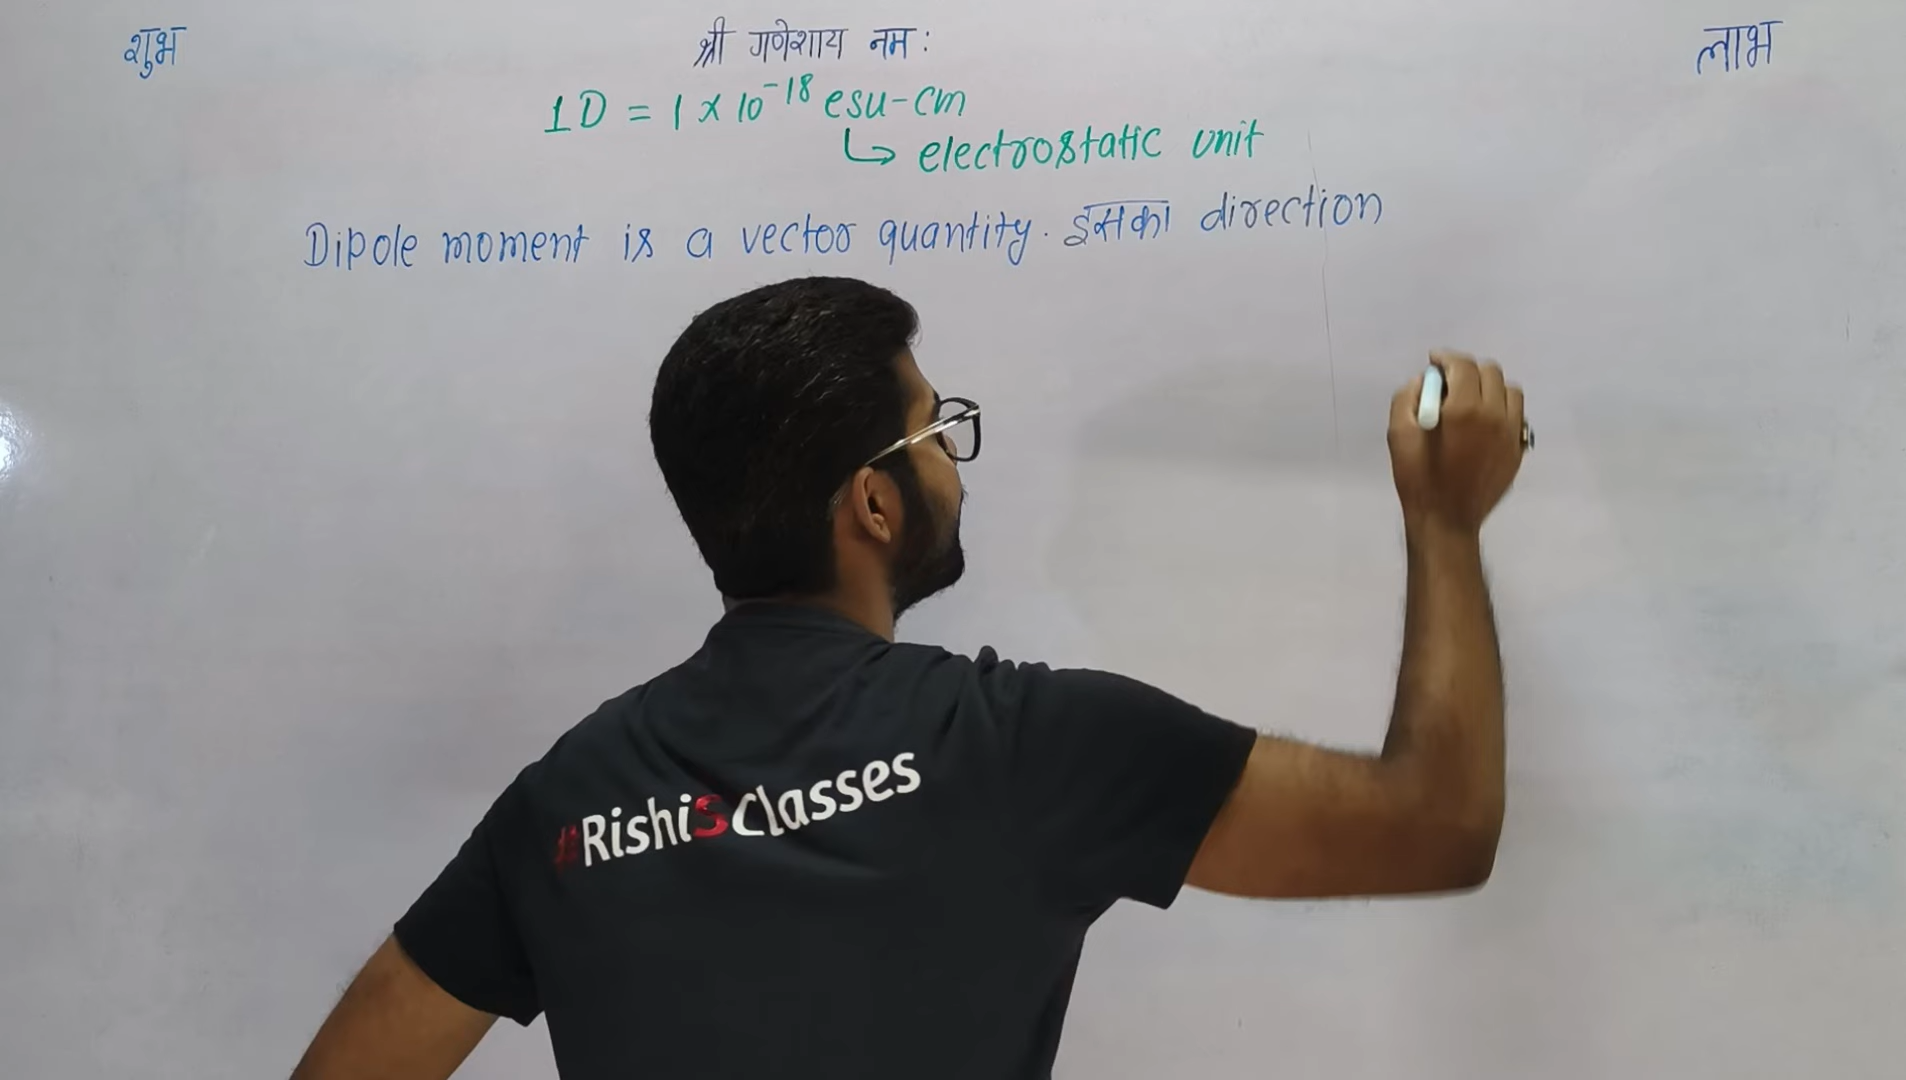 शुभ श्री गणेशाय नमः लाभ
1D = 1 × 10⁻¹⁸ esu-cm
↳ electrostatic unit
Dipole moment is a vector quantity. इसका direction
#RishiSClasses